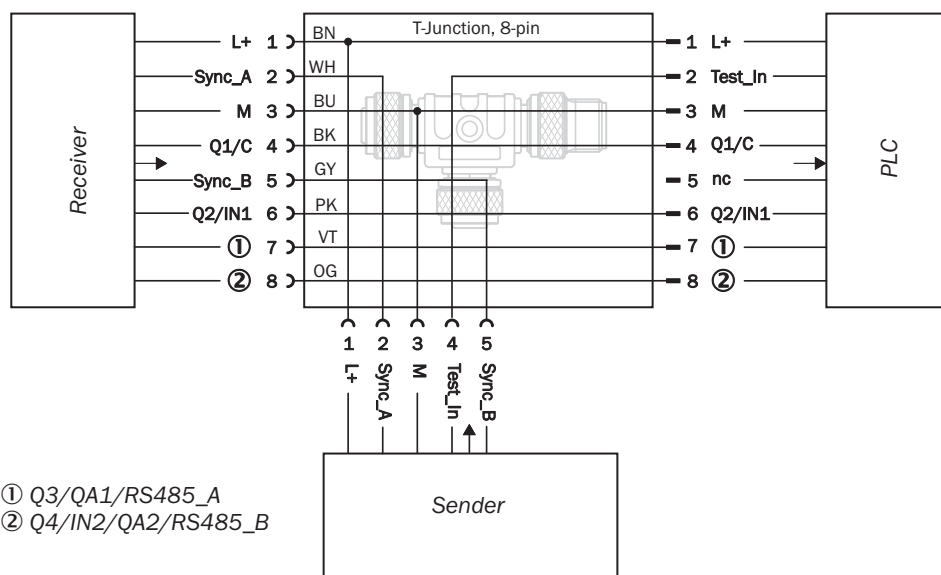 T-Junction, 8-pin
Receiver
L+ 1 BN 1 L+
Sync_A 2 WH 2 Test_In
M 3 BU 3 M
Q1/C 4 BK 4 Q1/C
Sync_B 5 GY 5 nc
Q2/IN1 6 PK 6 Q2/IN1
① 7 VT 7 ①
② 8 OG 8 ②
PLC
1 2 3 4 5
L+ Sync_A M Test_In Sync_B
Sender
① Q3/QA1/RS485_A
② Q4/IN2/QA2/RS485_B